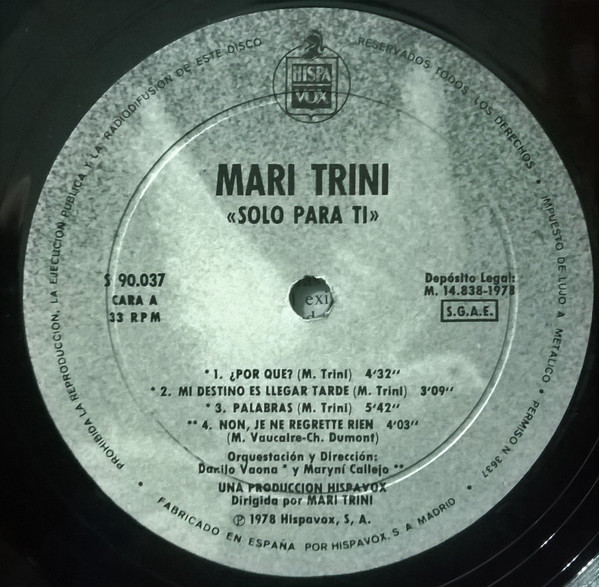 PROHIBIDA LA REPRODUCCION, LA EJECUCION PUBLICA Y LA RADIODIFUSION DE ESTE DISCO
RESERVADOS TODOS LOS DERECHOS • IMPUESTO DE LUJO A METALICO • PERMISO N 3637
HISPA
VOX
MARI TRINI
«SOLO PARA TI»
S 90.037
CARA A
33 RPM
Depósito Legal:
M. 14.838-1978
S.G.A.E.
exi
* 1. ¿POR QUE? (M. Trini) 4'32''
* 2. MI DESTINO ES LLEGAR TARDE (M. Trini) 3'09''
* 3. PALABRAS (M. Trini) 5'42''
** 4. NON, JE NE REGRETTE RIEN 4'03''
(M. Vaucaire-Ch. Dumont)
Orquestación y Dirección:
Danilo Vaona * y Maryní Callejo **
UNA PRODUCCION HISPAVOX
Dirigida por MARI TRINI
℗ 1978 Hispavox, S. A.
• FABRICADO EN ESPAÑA POR HISPAVOX, S. A. MADRID •